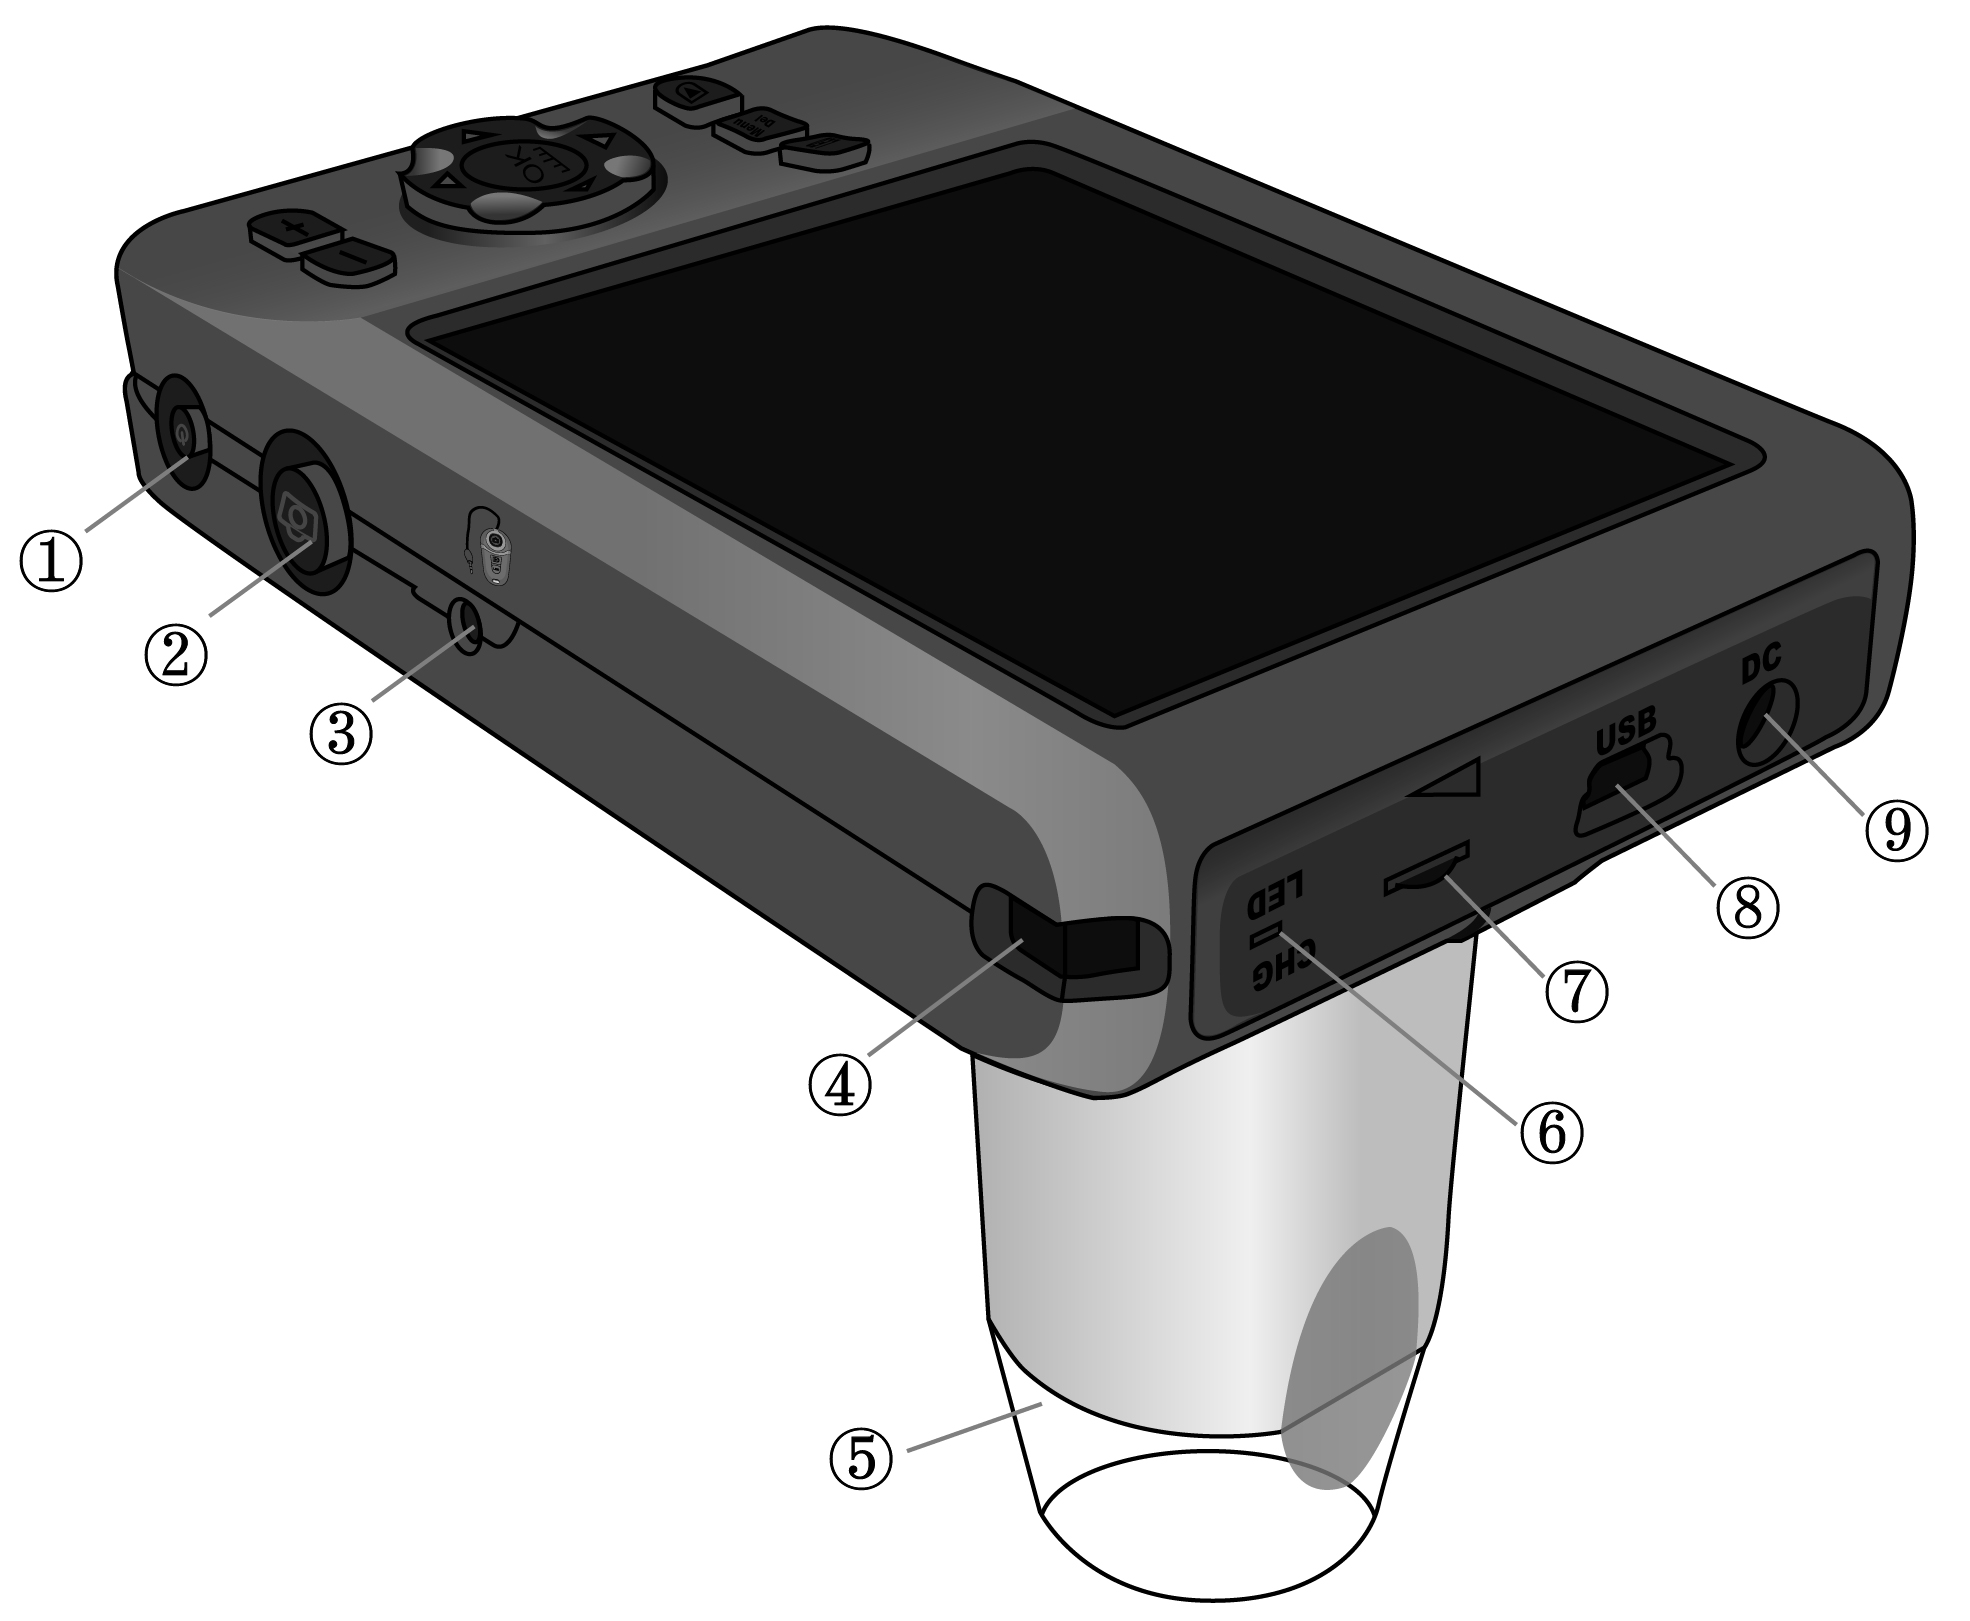 Menu
Del
OK
DC
USB
LED
CHG
①
②
③
④
⑤
⑥
⑦
⑧
⑨